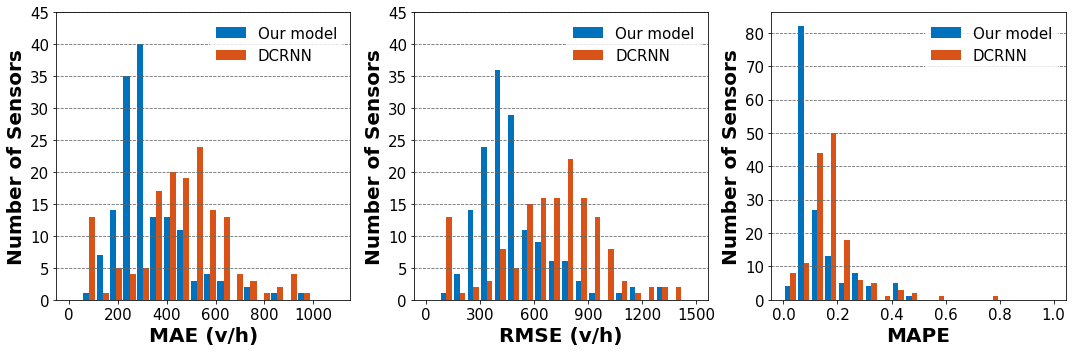 45
40
35
30
25
20
15
10
5
0
Number of Sensors
0 200 400 600 800 1000
MAE (v/h)
Our model
DCRNN
45
40
35
30
25
20
15
10
5
0
Number of Sensors
0 300 600 900 1200 1500
RMSE (v/h)
Our model
DCRNN
80
70
60
50
40
30
20
10
0
Number of Sensors
0.0 0.2 0.4 0.6 0.8 1.0
MAPE
Our model
DCRNN